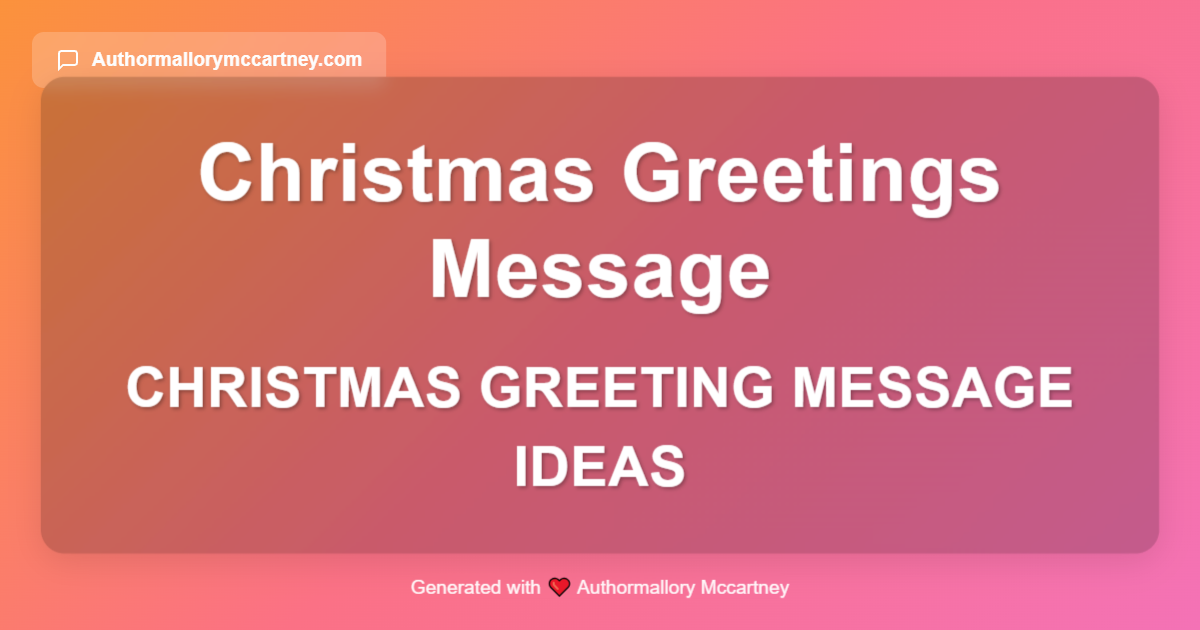 Authormallorymccartney.com
Christmas Greetings
Message
CHRISTMAS GREETING MESSAGE
IDEAS
Generated with ❤️ Authormallory Mccartney